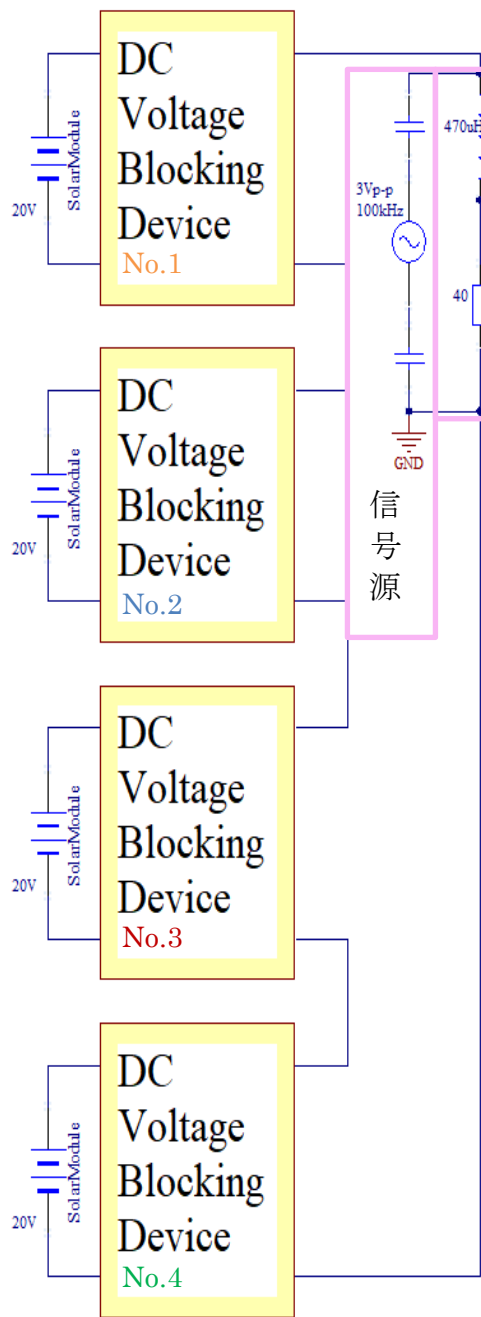 DC
Voltage
Blocking
Device
No.1
SolarModule
20V
3Vp-p
100kHz
470uH
40
GND
信号源
DC
Voltage
Blocking
Device
No.2
SolarModule
20V
DC
Voltage
Blocking
Device
No.3
SolarModule
20V
DC
Voltage
Blocking
Device
No.4
SolarModule
20V